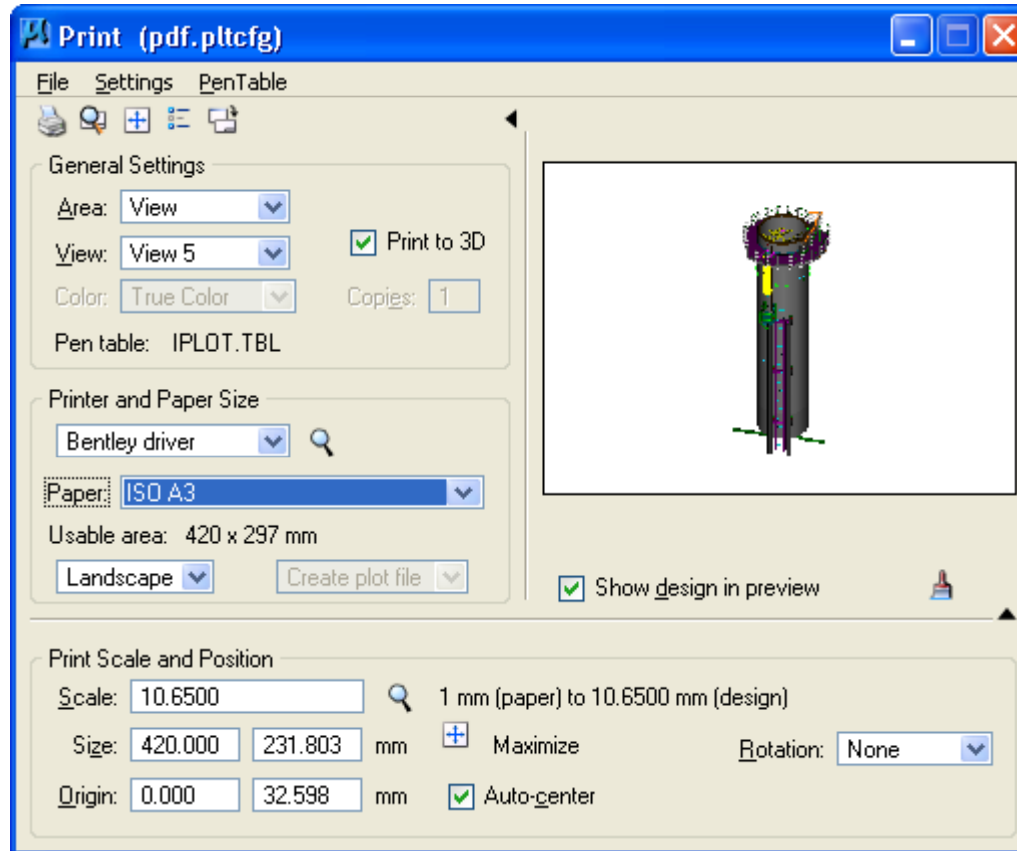 Print (pdf.pltcfg)
File Settings PenTable
General Settings
Area: View
View: View 5
Print to 3D
Color: True Color
Copies: 1
Pen table: IPLOT.TBL
Printer and Paper Size
Bentley driver
Paper: ISO A3
Usable area: 420 x 297 mm
Landscape
Create plot file
Show design in preview
Print Scale and Position
Scale: 10.6500
1 mm (paper) to 10.6500 mm (design)
Size: 420.000 231.803 mm
Maximize
Rotation: None
Origin: 0.000 32.598 mm
Auto-center